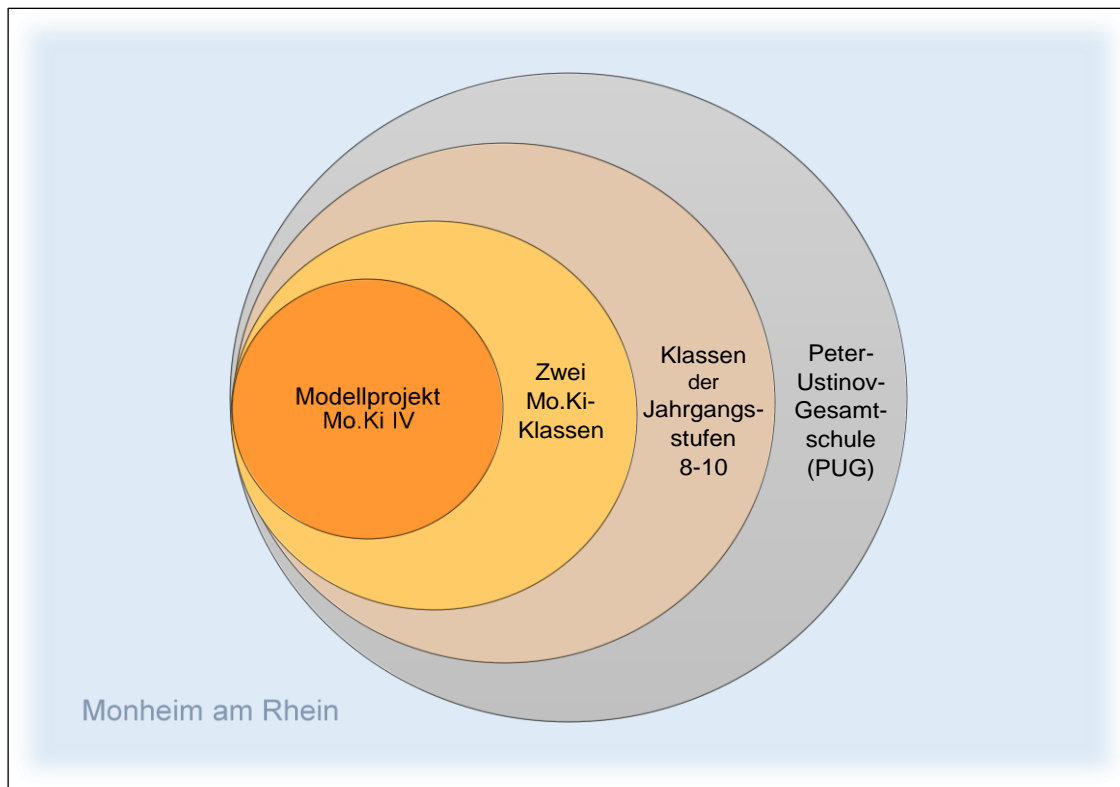 Modellprojekt
Mo.Ki IV
Zwei
Mo.Ki-
Klassen
Klassen
der
Jahrgangs-
stufen
8-10
Peter-
Ustinov-
Gesamt-
schule
(PUG)
Monheim am Rhein